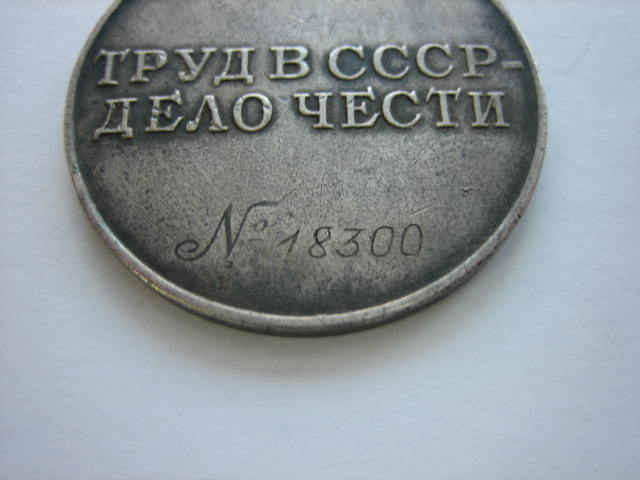 ТРУД В СССР-
ДЕЛО ЧЕСТИ
№ 18300